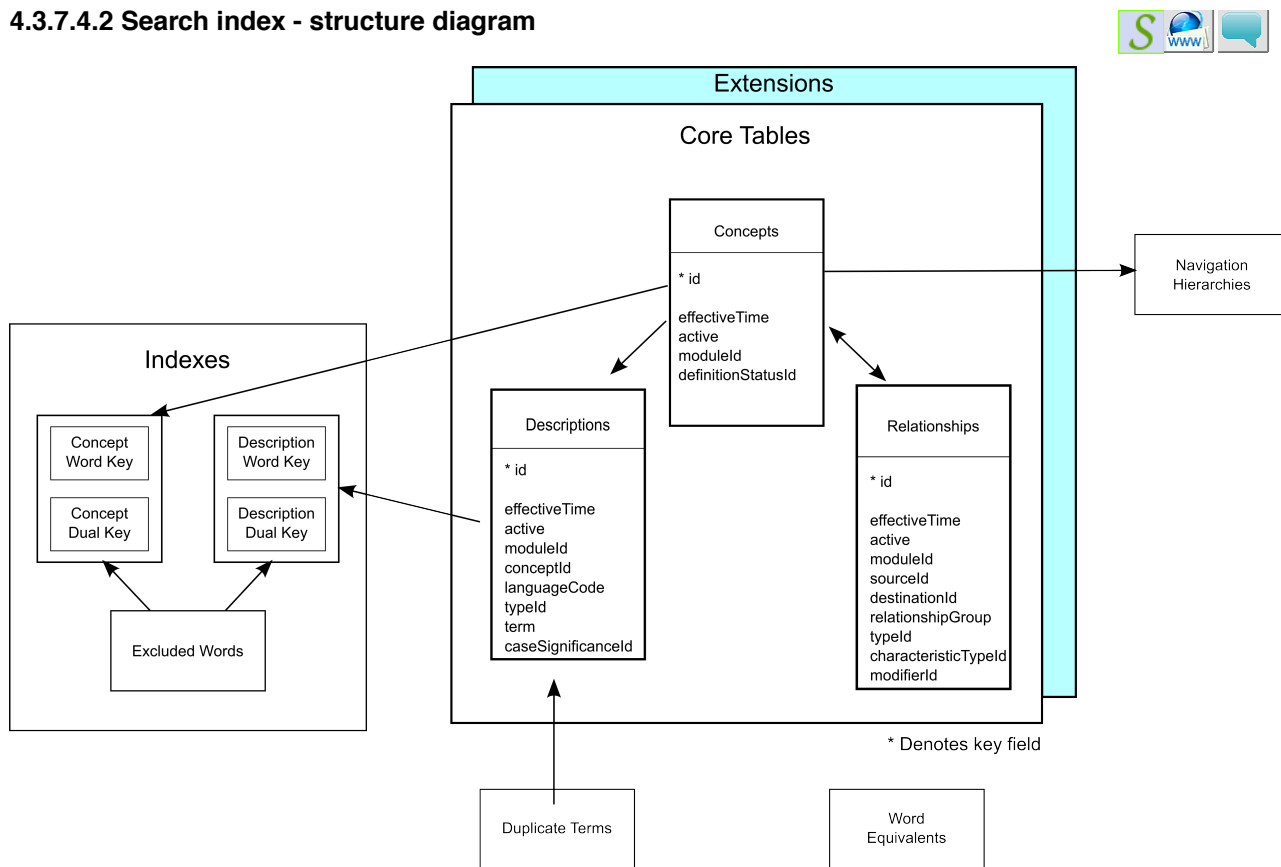 4.3.7.4.2 Search index - structure diagram
S
www
Extensions
Core Tables
Concepts
* id
effectiveTime
active
moduleId
definitionStatusId
Navigation
Hierarchies
Indexes
Concept
Word Key
Concept
Dual Key
Description
Word Key
Description
Dual Key
Excluded Words
Descriptions
* id
effectiveTime
active
moduleId
conceptId
languageCode
typeId
term
caseSignificanceId
Relationships
* id
effectiveTime
active
moduleId
sourceId
destinationId
relationshipGroup
typeId
characteristicTypeId
modifierId
* Denotes key field
Duplicate Terms
Word
Equivalents